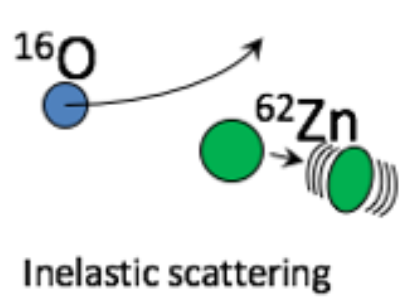 ¹⁶O
⁶²Zn
Inelastic scattering